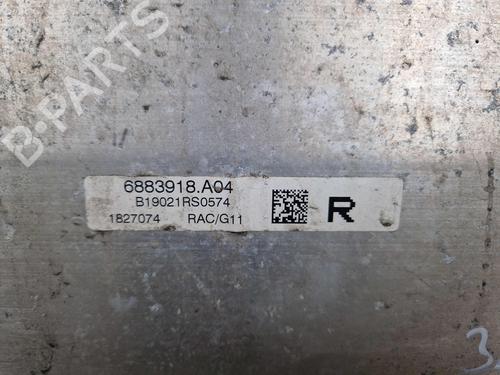 B-PARTS
6883918.A04
B19021RS0574
1827074 RAC/G11
R
3.